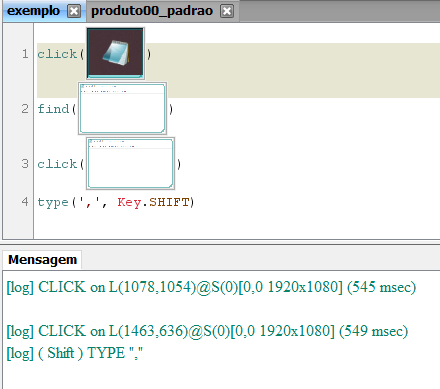 exemplo produto00_padrao
1 click( )
2 find( )
3 click( )
4 type(',', Key.SHIFT)
Mensagem
[log] CLICK on L(1078,1054)@S(0)[0,0 1920x1080] (545 msec)
[log] CLICK on L(1463,636)@S(0)[0,0 1920x1080] (549 msec)
[log] ( Shift ) TYPE ","